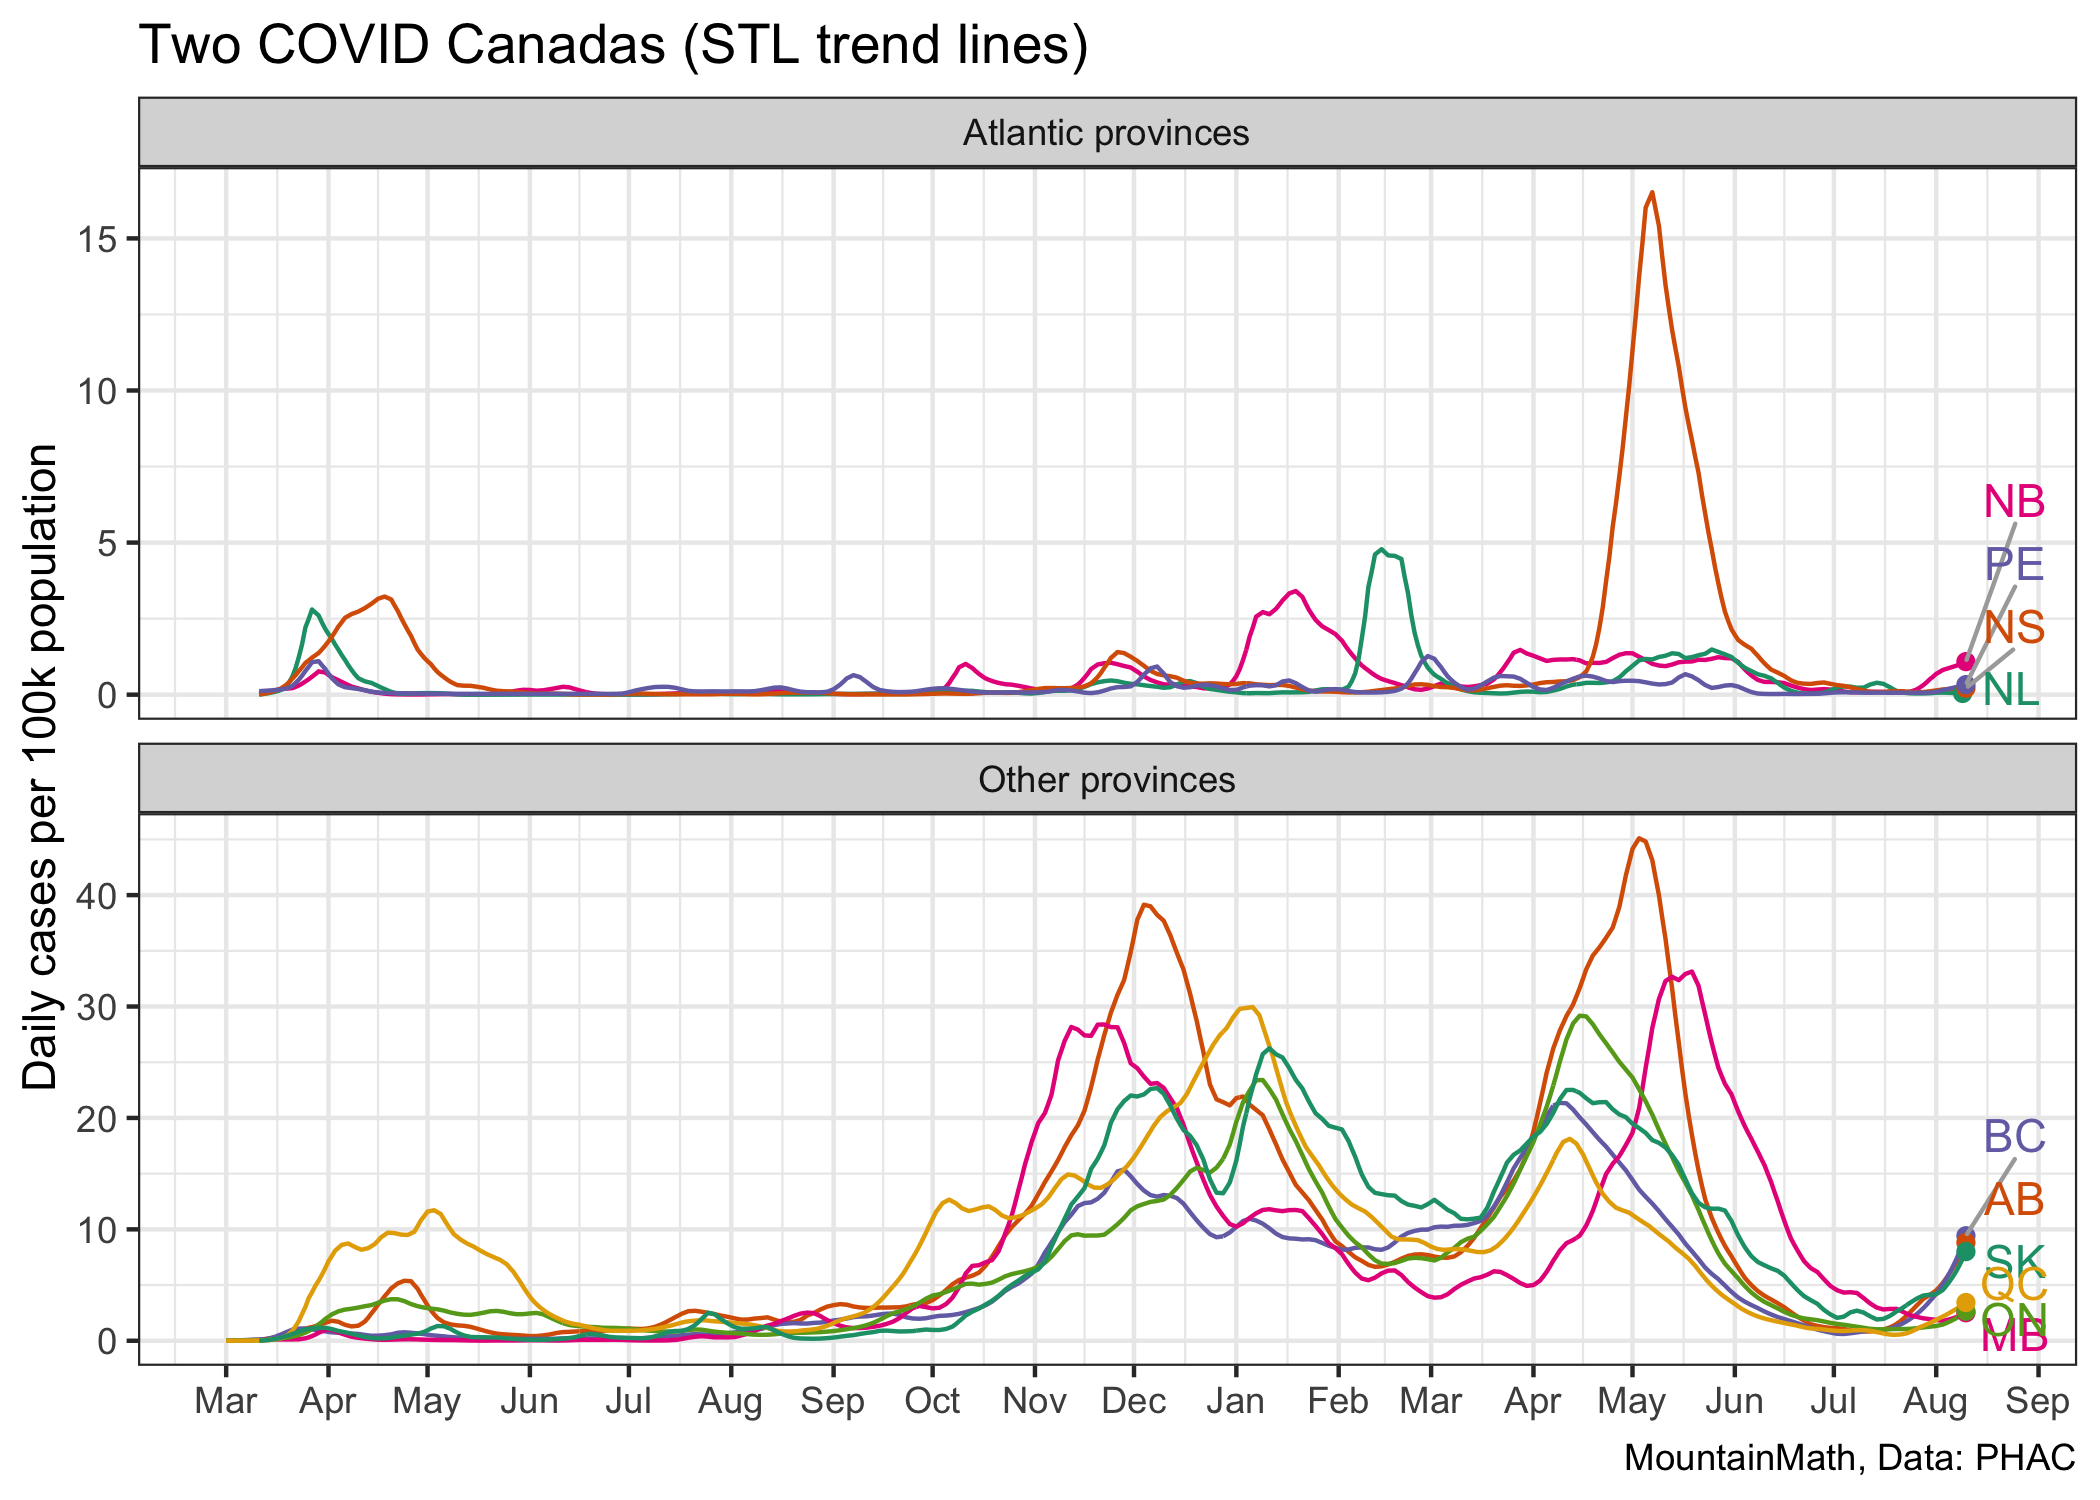 Two COVID Canadas (STL trend lines)
Atlantic provinces
15
10
5
0
NB
PE
NS
NL
Daily cases per 100k population
Other provinces
40
30
20
10
0
BC
AB
SK
QC
ON
MB
Mar Apr May Jun Jul Aug Sep Oct Nov Dec Jan Feb Mar Apr May Jun Jul Aug Sep
MountainMath, Data: PHAC